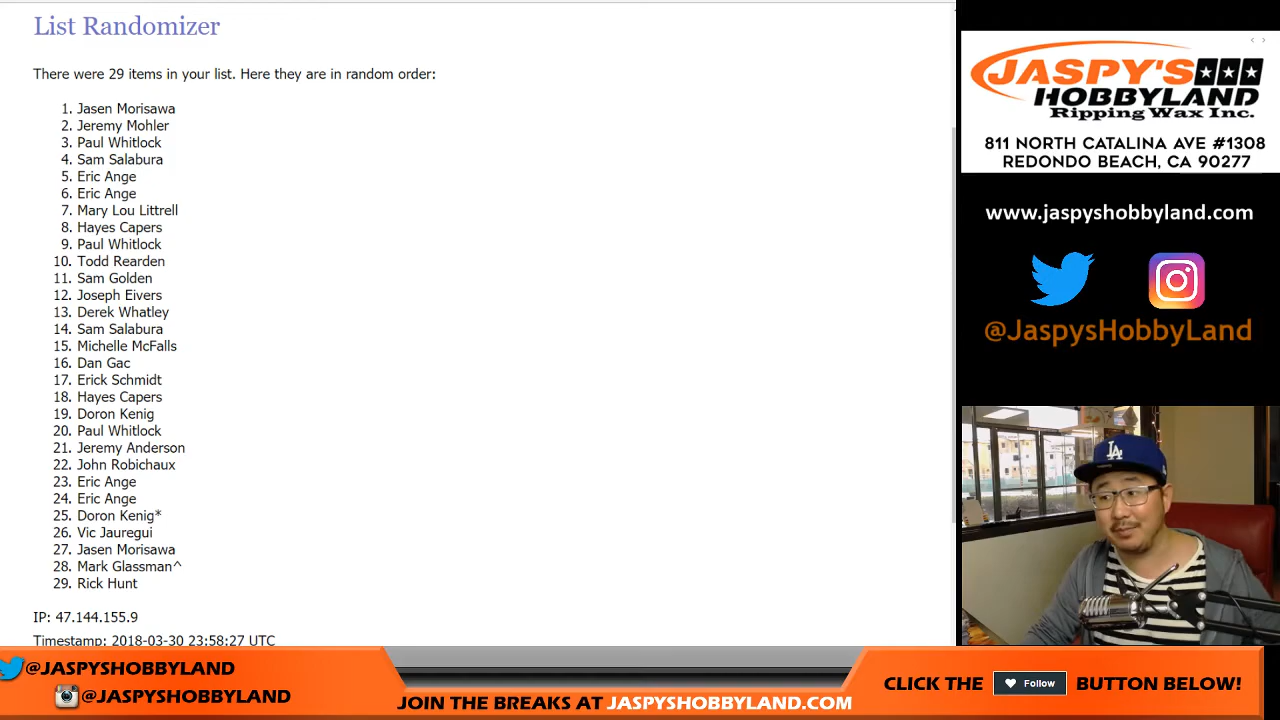 List Randomizer
There were 29 items in your list. Here they are in random order:
1. Jasen Morisawa
2. Jeremy Mohler
3. Paul Whitlock
4. Sam Salabura
5. Eric Ange
6. Eric Ange
7. Mary Lou Littrell
8. Hayes Capers
9. Paul Whitlock
10. Todd Rearden
11. Sam Golden
12. Joseph Eivers
13. Derek Whatley
14. Sam Salabura
15. Michelle McFalls
16. Dan Gac
17. Erick Schmidt
18. Hayes Capers
19. Doron Kenig
20. Paul Whitlock
21. Jeremy Anderson
22. John Robichaux
23. Eric Ange
24. Eric Ange
25. Doron Kenig*
26. Vic Jauregui
27. Jasen Morisawa
28. Mark Glassman^
29. Rick Hunt
IP: 47.144.155.9
Timestamp: 2018-03-30 23:58:27 UTC
JASPY'S
HOBBYLAND
Ripping Wax Inc.
811 NORTH CATALINA AVE #1308
REDONDO BEACH, CA 90277
www.jaspyshobbyland.com
@JaspysHobbyLand
LA
@JASPYSHOBBYLAND
@JASPYSHOBBYLAND
JOIN THE BREAKS AT JASPYSHOBBYLAND.COM
CLICK THE Follow BUTTON BELOW!